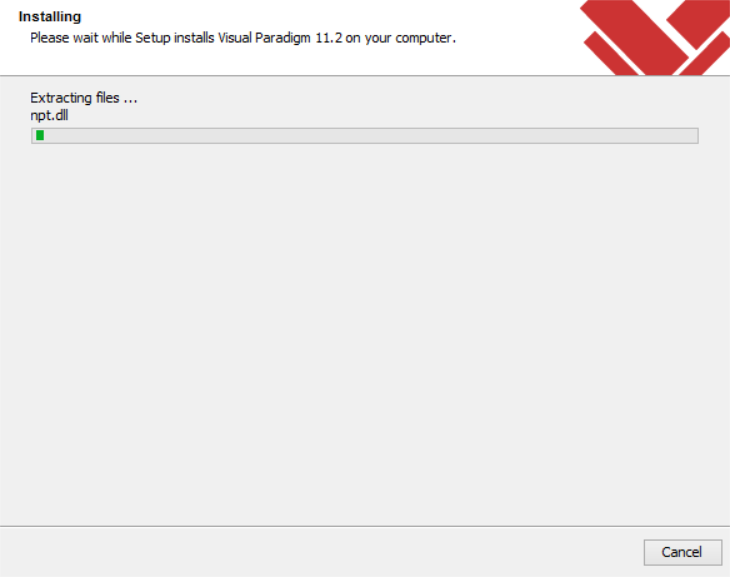 Installing
Please wait while Setup installs Visual Paradigm 11.2 on your computer.
Extracting files ...
npt.dll
Cancel